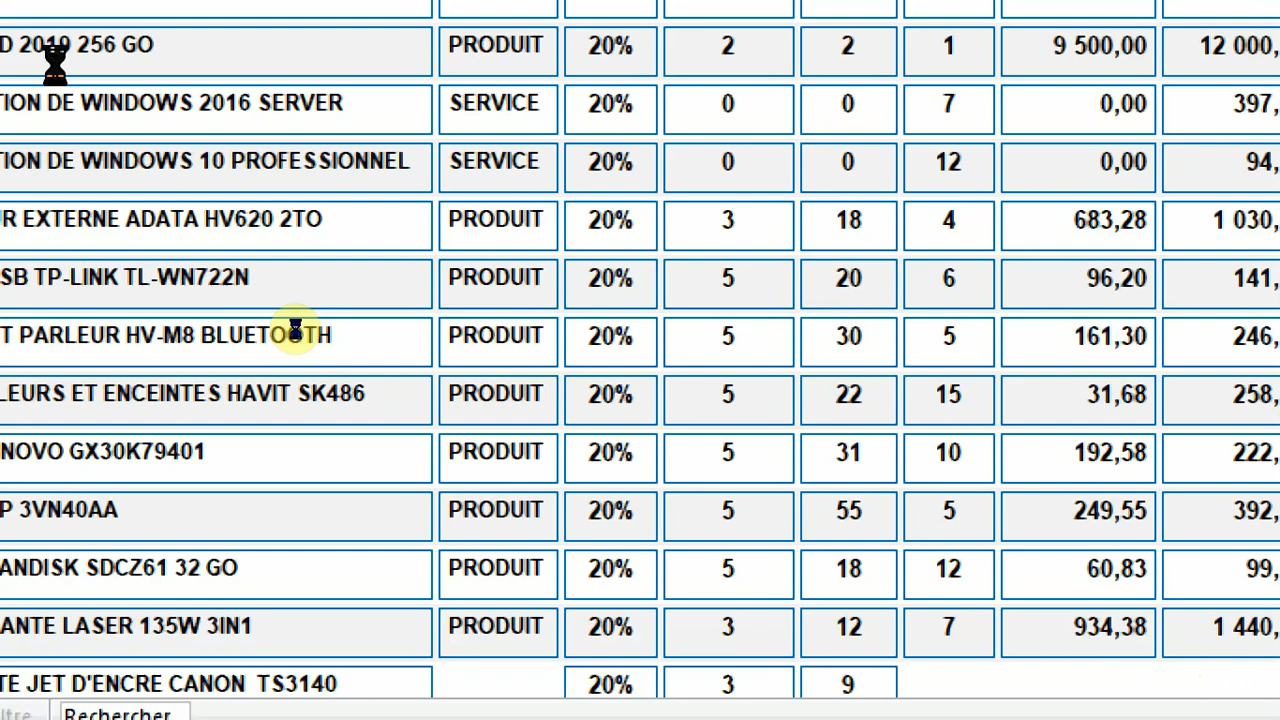 D 2019 256 GO PRODUIT 20% 2 2 1 9 500,00 12 000,
TION DE WINDOWS 2016 SERVER SERVICE 20% 0 0 7 0,00 397,
TION DE WINDOWS 10 PROFESSIONNEL SERVICE 20% 0 0 12 0,00 94,
R EXTERNE ADATA HV620 2TO PRODUIT 20% 3 18 4 683,28 1 030,
SB TP-LINK TL-WN722N PRODUIT 20% 5 20 6 96,20 141,
T PARLEUR HV-M8 BLUETOOTH PRODUIT 20% 5 30 5 161,30 246,
LEURS ET ENCEINTES HAVIT SK486 PRODUIT 20% 5 22 15 31,68 258,
NOVO GX30K79401 PRODUIT 20% 5 31 10 192,58 222,
P 3VN40AA PRODUIT 20% 5 55 5 249,55 392,
ANDISK SDCZ61 32 GO PRODUIT 20% 5 18 12 60,83 99,
ANTE LASER 135W 3IN1 PRODUIT 20% 3 12 7 934,38 1 440,
TE JET D'ENCRE CANON TS3140 20% 3 9
ltre Rechercher